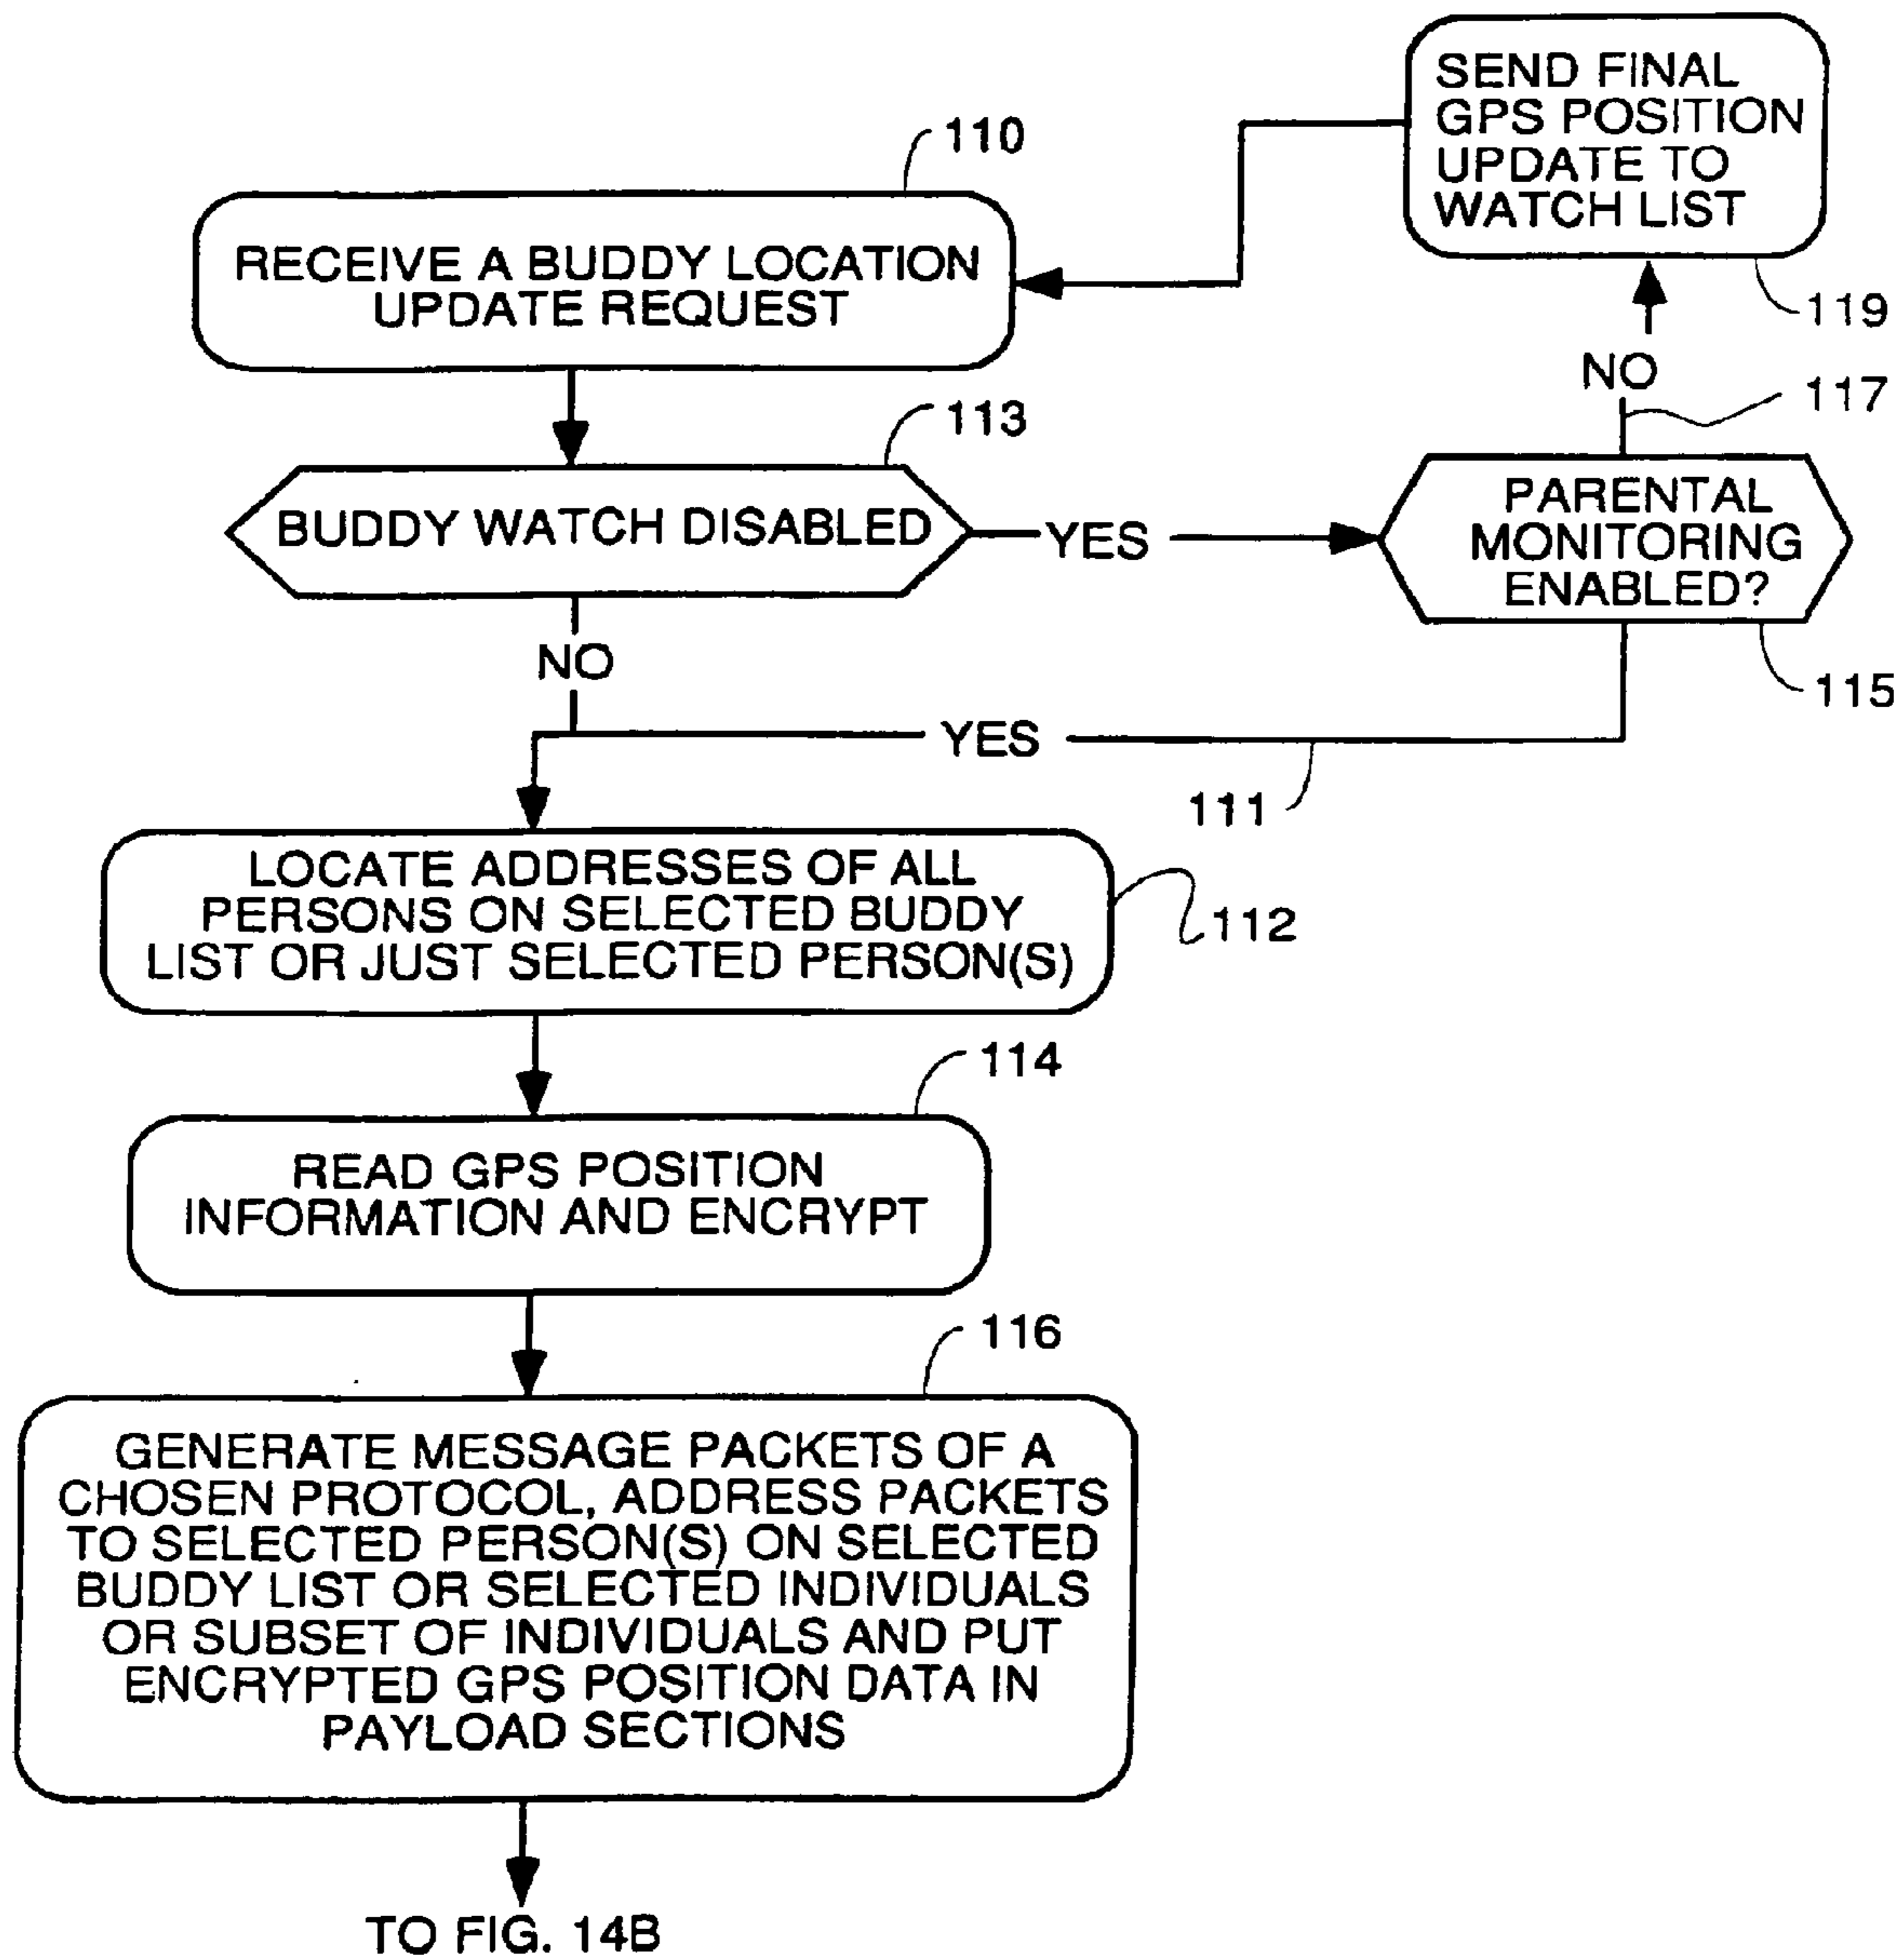 SEND FINAL
GPS POSITION
UPDATE TO
WATCH LIST
119
110
RECEIVE A BUDDY LOCATION
UPDATE REQUEST
NO
117
113
BUDDY WATCH DISABLED
YES
PARENTAL
MONITORING
ENABLED?
115
NO
YES
111
LOCATE ADDRESSES OF ALL
PERSONS ON SELECTED BUDDY
LIST OR JUST SELECTED PERSON(S)
112
114
READ GPS POSITION
INFORMATION AND ENCRYPT
116
GENERATE MESSAGE PACKETS OF A
CHOSEN PROTOCOL, ADDRESS PACKETS
TO SELECTED PERSON(S) ON SELECTED
BUDDY LIST OR SELECTED INDIVIDUALS
OR SUBSET OF INDIVIDUALS AND PUT
ENCRYPTED GPS POSITION DATA IN
PAYLOAD SECTIONS
TO FIG. 14B